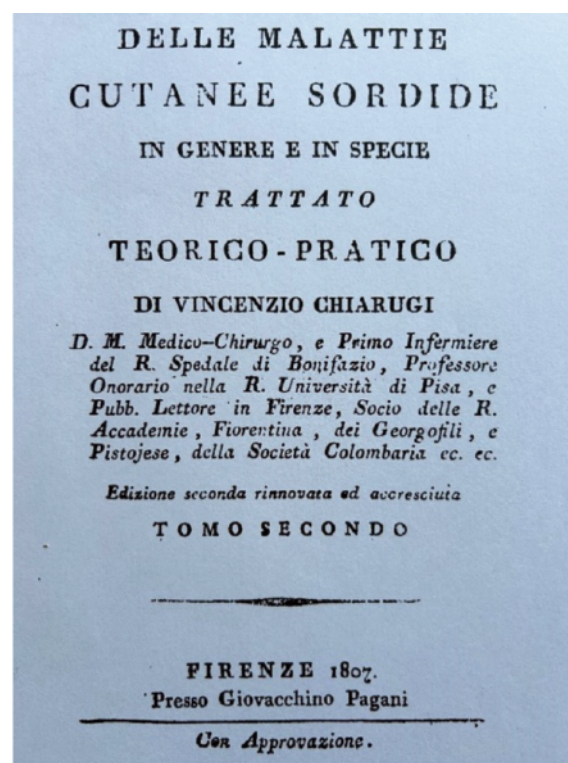 DELLE MALATTIE
CUTANEE SORDIDE
IN GENERE E IN SPECIE
TRATTATO
TEORICO-PRATICO
DI VINCENZIO CHIARUGI
D. M. Medico-Chirurgo, e Primo Infermiere
del R. Spedale di Bonifazio, Professore
Onorario nella R. Università di Pisa, e
Pubb. Lettore in Firenze, Socio delle R.
Accademie, Fiorentina, dei Georgofili, e
Pistojese, della Società Colombaria ec. ec.
Edizione seconda rinnovata ed accresciuta
TOMO SECONDO
FIRENZE 1807.
Presso Giovacchino Pagani
Con Approvazione.